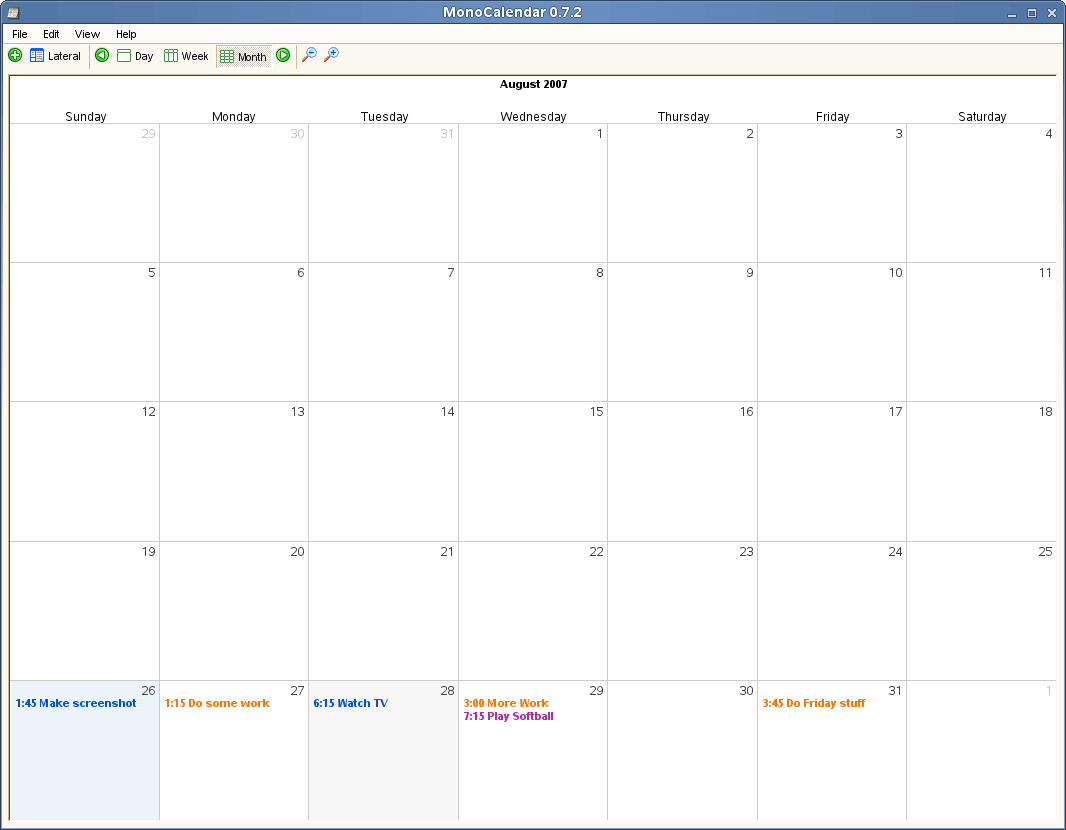 MonoCalendar 0.7.2
File Edit View Help
Lateral Day Week Month
August 2007
Sunday Monday Tuesday Wednesday Thursday Friday Saturday
29 30 31 1 2 3 4
5 6 7 8 9 10 11
12 13 14 15 16 17 18
19 20 21 22 23 24 25
26 27 28 29 30 31 1
1:45 Make screenshot 1:15 Do some work 6:15 Watch TV 3:00 More Work 3:45 Do Friday stuff
7:15 Play Softball